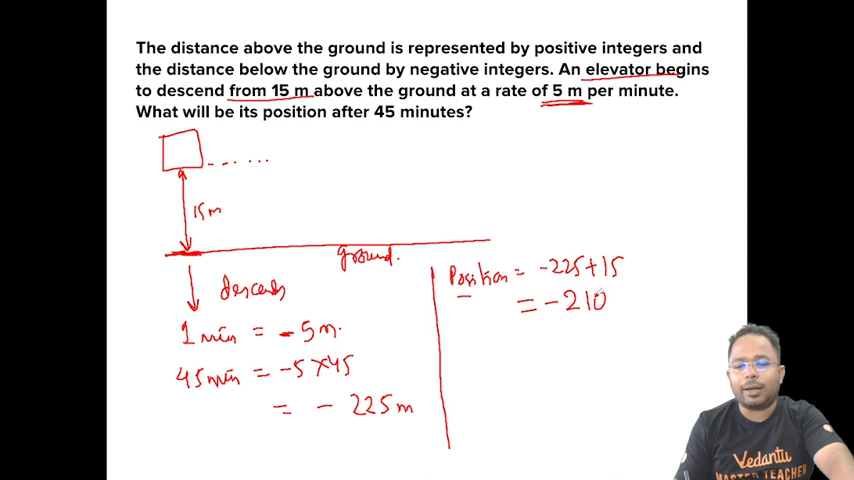 The distance above the ground is represented by positive integers and
the distance below the ground by negative integers. An elevator begins
to descend from 15 m above the ground at a rate of 5 m per minute.
What will be its position after 45 minutes?
15m
ground.
descends
1 min = -5m.
45 min = -5 × 45
= - 225m
Position = -225+15
= -210
Vedantu
MASTER TEACHER